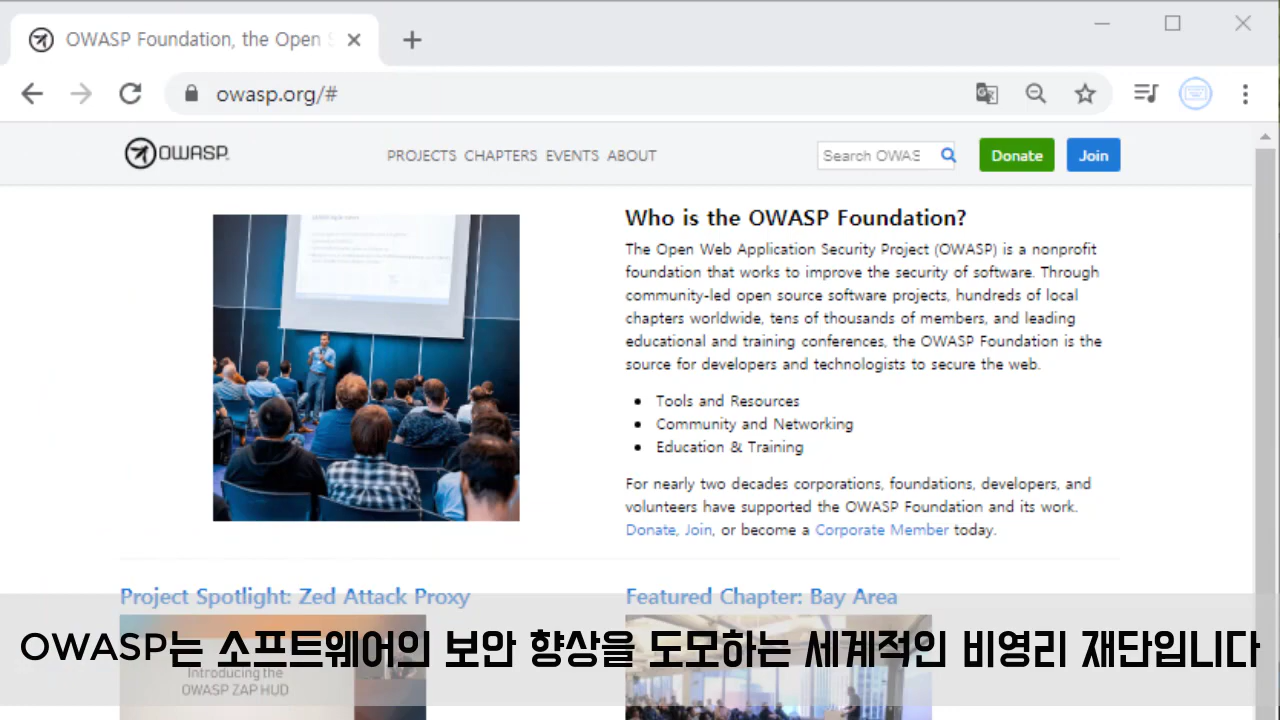 OWASP Foundation, the Open S
owasp.org/#
OWASP
PROJECTS CHAPTERS EVENTS ABOUT
Search OWAS
Donate
Join
Who is the OWASP Foundation?
The Open Web Application Security Project (OWASP) is a nonprofit
foundation that works to improve the security of software. Through
community-led open source software projects, hundreds of local
chapters worldwide, tens of thousands of members, and leading
educational and training conferences, the OWASP Foundation is the
source for developers and technologists to secure the web.
Tools and Resources
Community and Networking
Education & Training
For nearly two decades corporations, foundations, developers, and
volunteers have supported the OWASP Foundation and its work.
Donate, Join, or become a Corporate Member today.
Project Spotlight: Zed Attack Proxy
Featured Chapter: Bay Area
OWASP는 소프트웨어의 보안 향상을 도모하는 세계적인 비영리 재단입니다
Introducing the
OWASP ZAP HUD